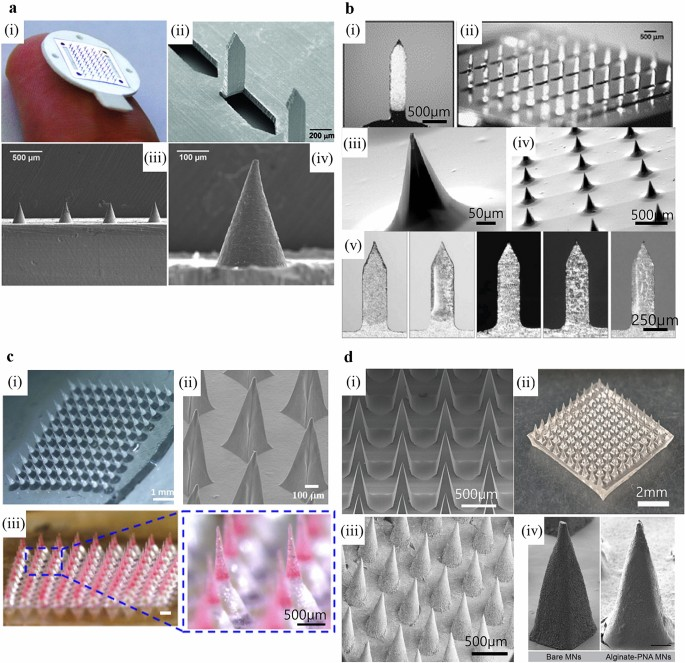 a
(i)
(ii)
200 μm
500 μm
(iii)
100 μm
(iv)
b
(i)
500μm
(ii)
500 μm
(iii)
50μm
(iv)
500μm
(v)
250μm
c
(i)
1 mm
(ii)
100 μm
(iii)
500μm
d
(i)
500μm
(ii)
2mm
(iii)
500μm
(iv)
Bare MNs
Alginate-PNA MNs